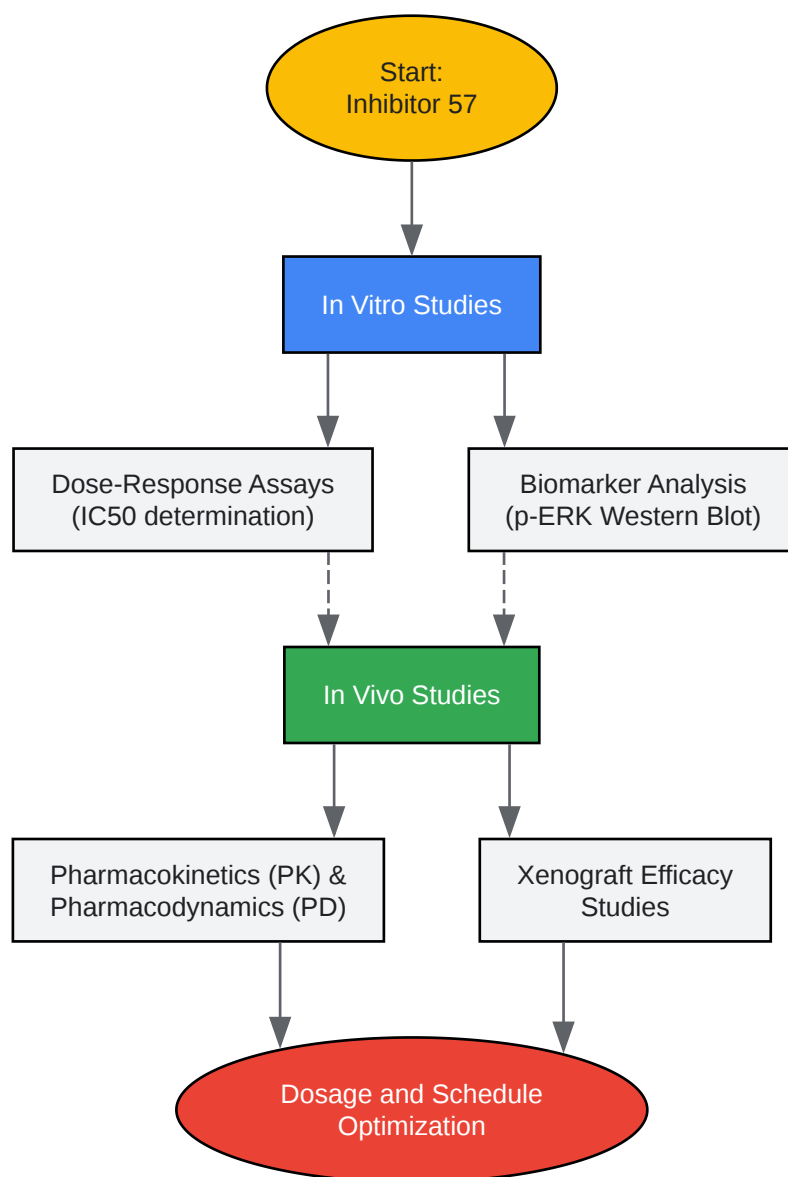 Start:
Inhibitor 57
In Vitro Studies
Dose-Response Assays
(IC50 determination)
Biomarker Analysis
(p-ERK Western Blot)
In Vivo Studies
Pharmacokinetics (PK) &
Pharmacodynamics (PD)
Xenograft Efficacy
Studies
Dosage and Schedule
Optimization